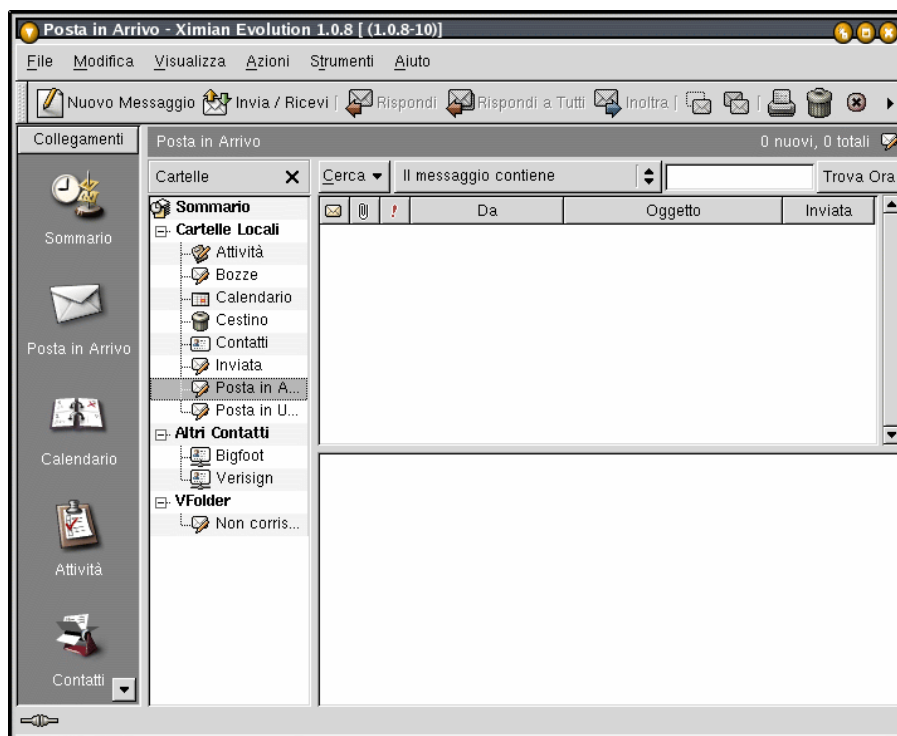 Posta in Arrivo - Ximian Evolution 1.0.8 [ (1.0.8-10)]
File Modifica Visualizza Azioni Strumenti Aiuto
Nuovo Messaggio Invia / Ricevi Rispondi Rispondi a Tutti Inoltra
Collegamenti
Posta in Arrivo
0 nuovi, 0 totali
Cartelle
Cerca
Il messaggio contiene
Trova Ora
Da
Oggetto
Inviata
Sommario
Posta in Arrivo
Calendario
Attività
Contatti
Sommario
Cartelle Locali
Attività
Bozze
Calendario
Cestino
Contatti
Inviata
Posta in A...
Posta in U...
Altri Contatti
Bigfoot
Verisign
VFolder
Non corris...